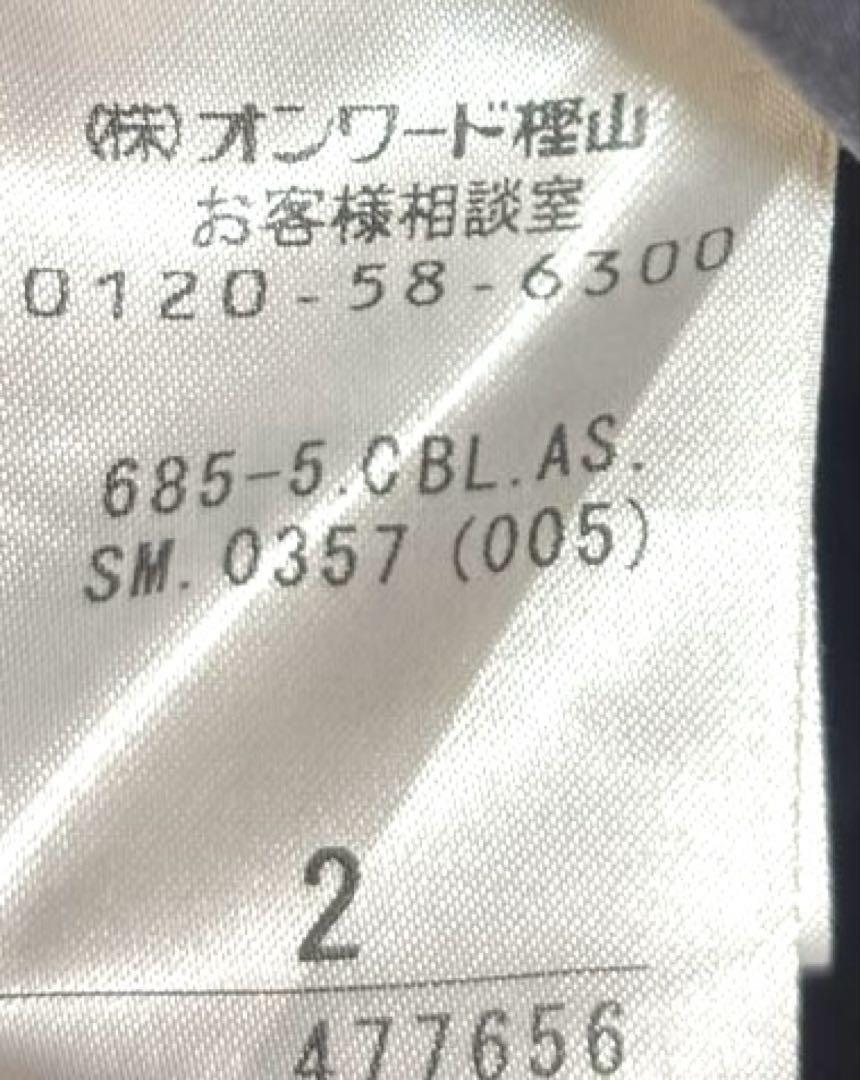 (株)オンワード樫山
お客様相談室
0120-58-6300
685-5.CBL.AS.
SM.0357(005)
2
477656